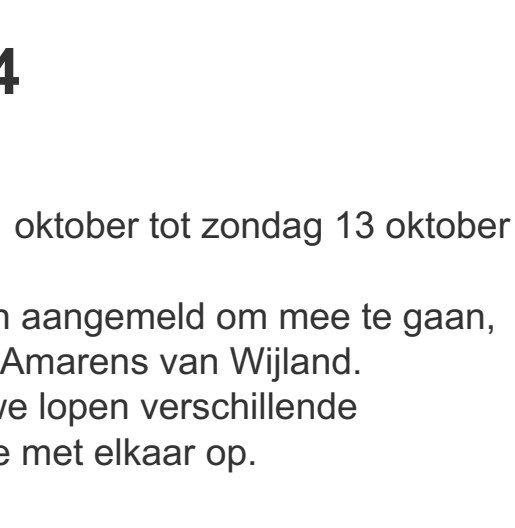 4
oktober tot zondag 13 oktober
aangemeld om mee te gaan,
Amarens van Wijland.
we lopen verschillende
met elkaar op.